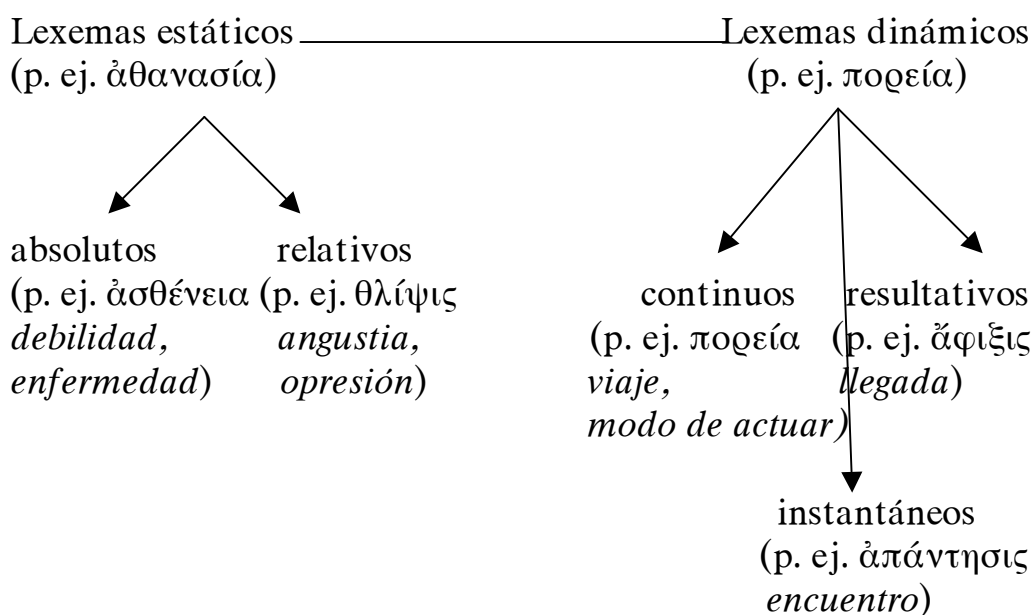 Lexemas estáticos Lexemas dinámicos
(p. ej. ἀθανασία) (p. ej. πορεία)
absolutos relativos
(p. ej. ἀσθένεια (p. ej. θλίψις
debilidad, angustia,
enfermedad) opresión)
continuos resultativos
(p. ej. πορεία (p. ej. ἄφιξις
viaje, llegada)
modo de actuar)
instantáneos
(p. ej. ἀπάντησις
encuentro)